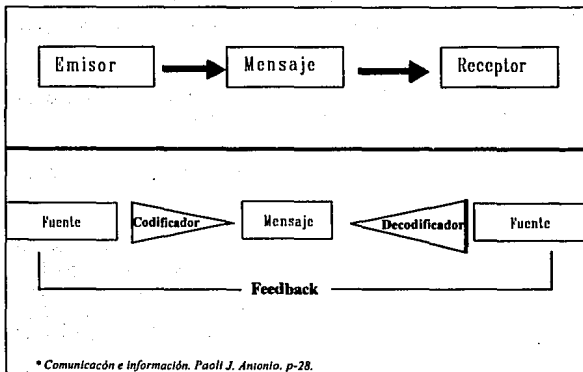 Emisor Mensaje Receptor
Fuente Codificador Mensaje Decodificador Fuente
Feedback
* Comunicacón e información. Paoli J. Antonio. p-28.